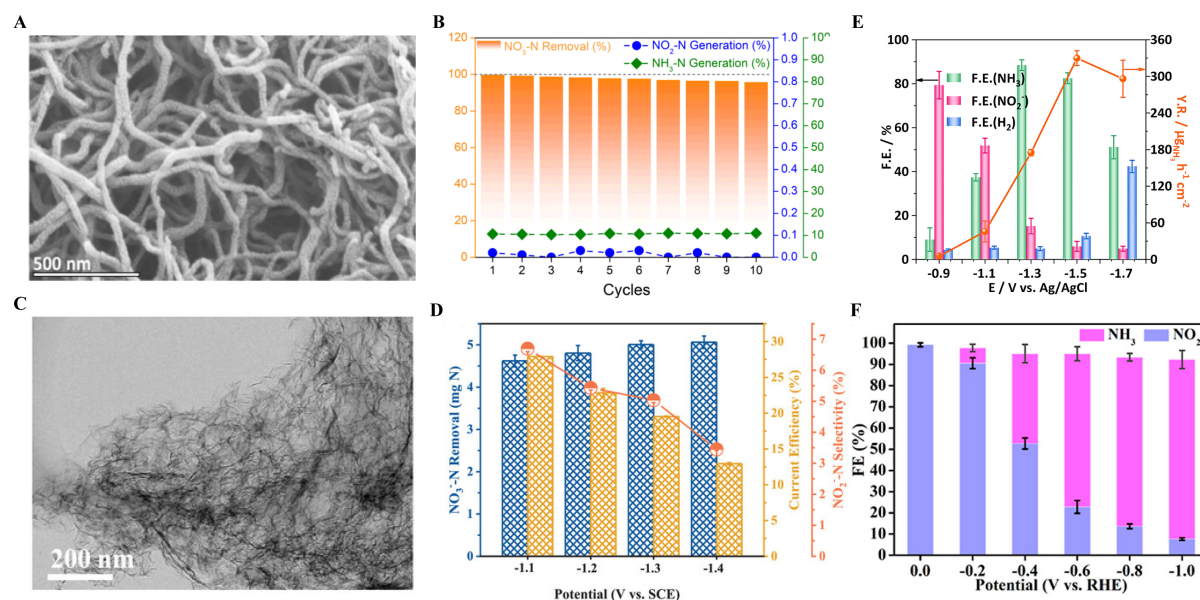 A
500 nm
B
NO₃-N Removal (%)
NO₂-N Generation (%)
NH₃-N Generation (%)
120
100
80
60
40
20
0
1 2 3 4 5 6 7 8 9 10
Cycles
1.0
0.9
0.8
0.7
0.6
0.5
0.4
0.3
0.2
0.1
0.0
100
90
80
70
60
50
40
30
20
10
0
E
F.E.(NH₃)
F.E.(NO₂⁻)
F.E.(H₂)
F.E. / %
100
80
60
40
20
0
-0.9 -1.1 -1.3 -1.5 -1.7
E / V vs. Ag/AgCl
360
300
240
180
120
60
0
Y.R. / μg NH₃ h⁻¹ cm⁻²
C
200 nm
D
NO₃⁻-N Removal (mg N)
5
4
3
2
1
0
-1.1 -1.2 -1.3 -1.4
Potential (V vs. SCE)
30
25
20
15
10
5
0
Current Efficiency (%)
7
6
5
4
3
2
1
0
NO₂⁻-N Selectivity (%)
F
NH₃ NO₂
FE (%)
100
90
80
70
60
50
40
30
20
10
0
0.0 -0.2 -0.4 -0.6 -0.8 -1.0
Potential (V vs. RHE)